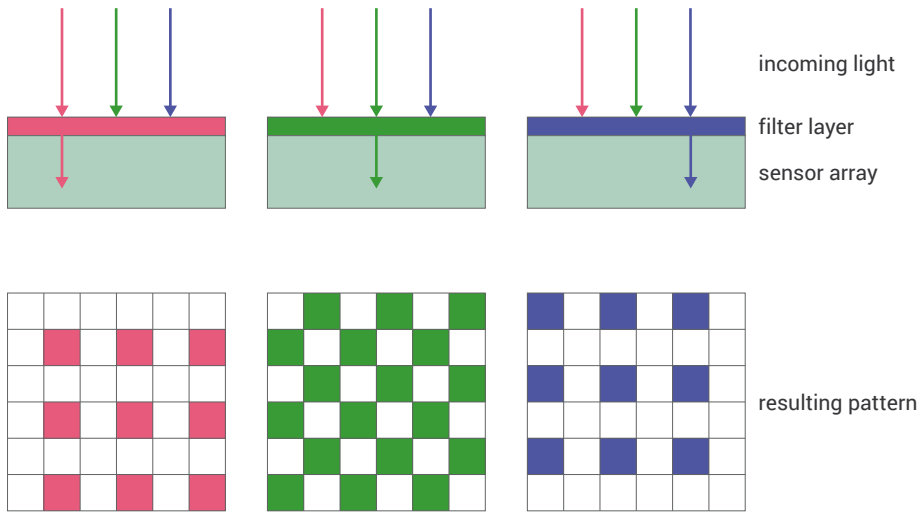 incoming light
filter layer
sensor array
resulting pattern